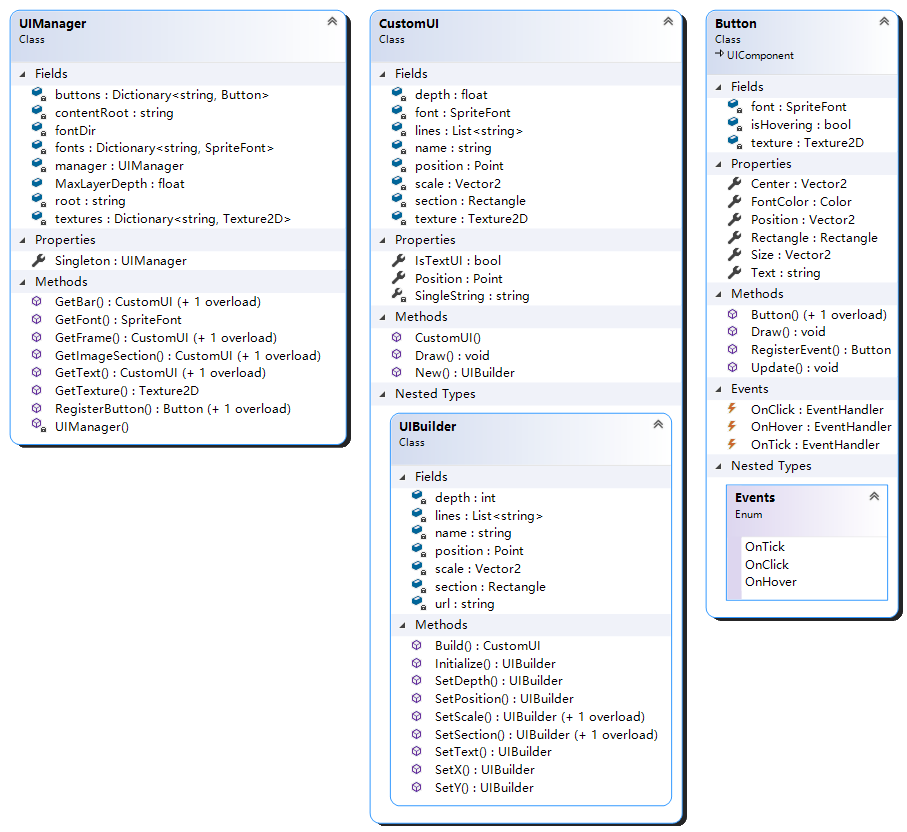 UIManager
Class
Fields
buttons : Dictionary<string, Button>
contentRoot : string
fontDir
fonts : Dictionary<string, SpriteFont>
manager : UIManager
MaxLayerDepth : float
root : string
textures : Dictionary<string, Texture2D>
Properties
Singleton : UIManager
Methods
GetBar() : CustomUI (+ 1 overload)
GetFont() : SpriteFont
GetFrame() : CustomUI (+ 1 overload)
GetImageSection() : CustomUI (+ 1 overload)
GetText() : CustomUI (+ 1 overload)
GetTexture() : Texture2D
RegisterButton() : Button (+ 1 overload)
UIManager()
CustomUI
Class
Fields
depth : float
font : SpriteFont
lines : List<string>
name : string
position : Point
scale : Vector2
section : Rectangle
texture : Texture2D
Properties
IsTextUI : bool
Position : Point
SingleString : string
Methods
CustomUI()
Draw() : void
New() : UIBuilder
Nested Types
UIBuilder
Class
Fields
depth : int
lines : List<string>
name : string
position : Point
scale : Vector2
section : Rectangle
url : string
Methods
Build() : CustomUI
Initialize() : UIBuilder
SetDepth() : UIBuilder
SetPosition() : UIBuilder
SetScale() : UIBuilder (+ 1 overload)
SetSection() : UIBuilder (+ 1 overload)
SetText() : UIBuilder
SetX() : UIBuilder
SetY() : UIBuilder
Button
Class
UIComponent
Fields
font : SpriteFont
isHovering : bool
texture : Texture2D
Properties
Center : Vector2
FontColor : Color
Position : Vector2
Rectangle : Rectangle
Size : Vector2
Text : string
Methods
Button() (+ 1 overload)
Draw() : void
RegisterEvent() : Button
Update() : void
Events
OnClick : EventHandler
OnHover : EventHandler
OnTick : EventHandler
Nested Types
Events
Enum
OnTick
OnClick
OnHover